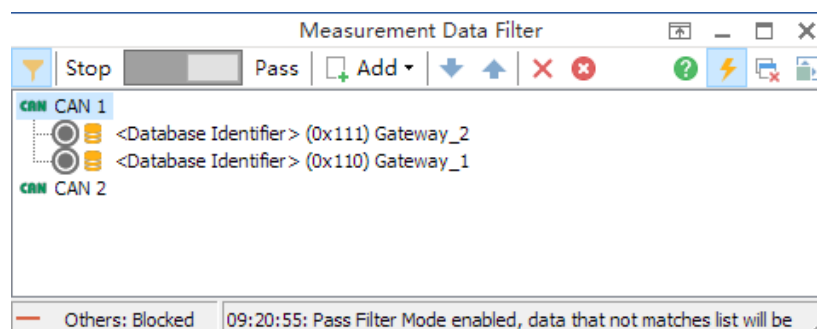 Measurement Data Filter
Stop Pass Add
CAN CAN 1
<Database Identifier> (0x111) Gateway_2
<Database Identifier> (0x110) Gateway_1
CAN CAN 2
Others: Blocked 09:20:55: Pass Filter Mode enabled, data that not matches list will be